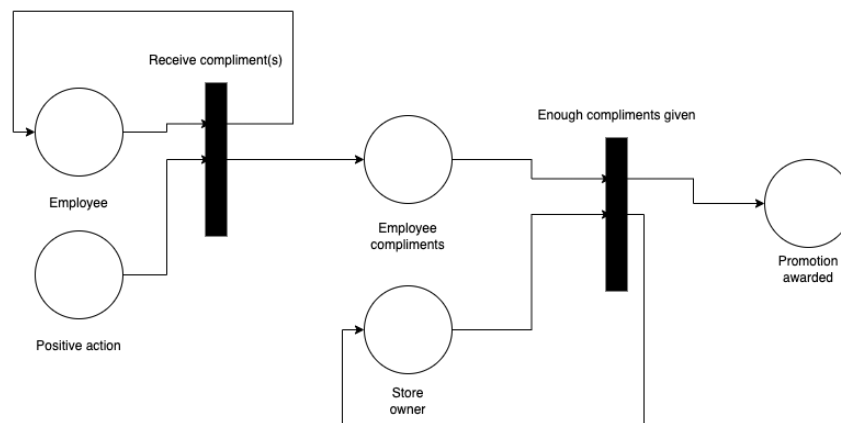 Receive compliment(s)
Enough compliments given
Employee
Employee
compliments
Promotion
awarded
Positive action
Store
owner